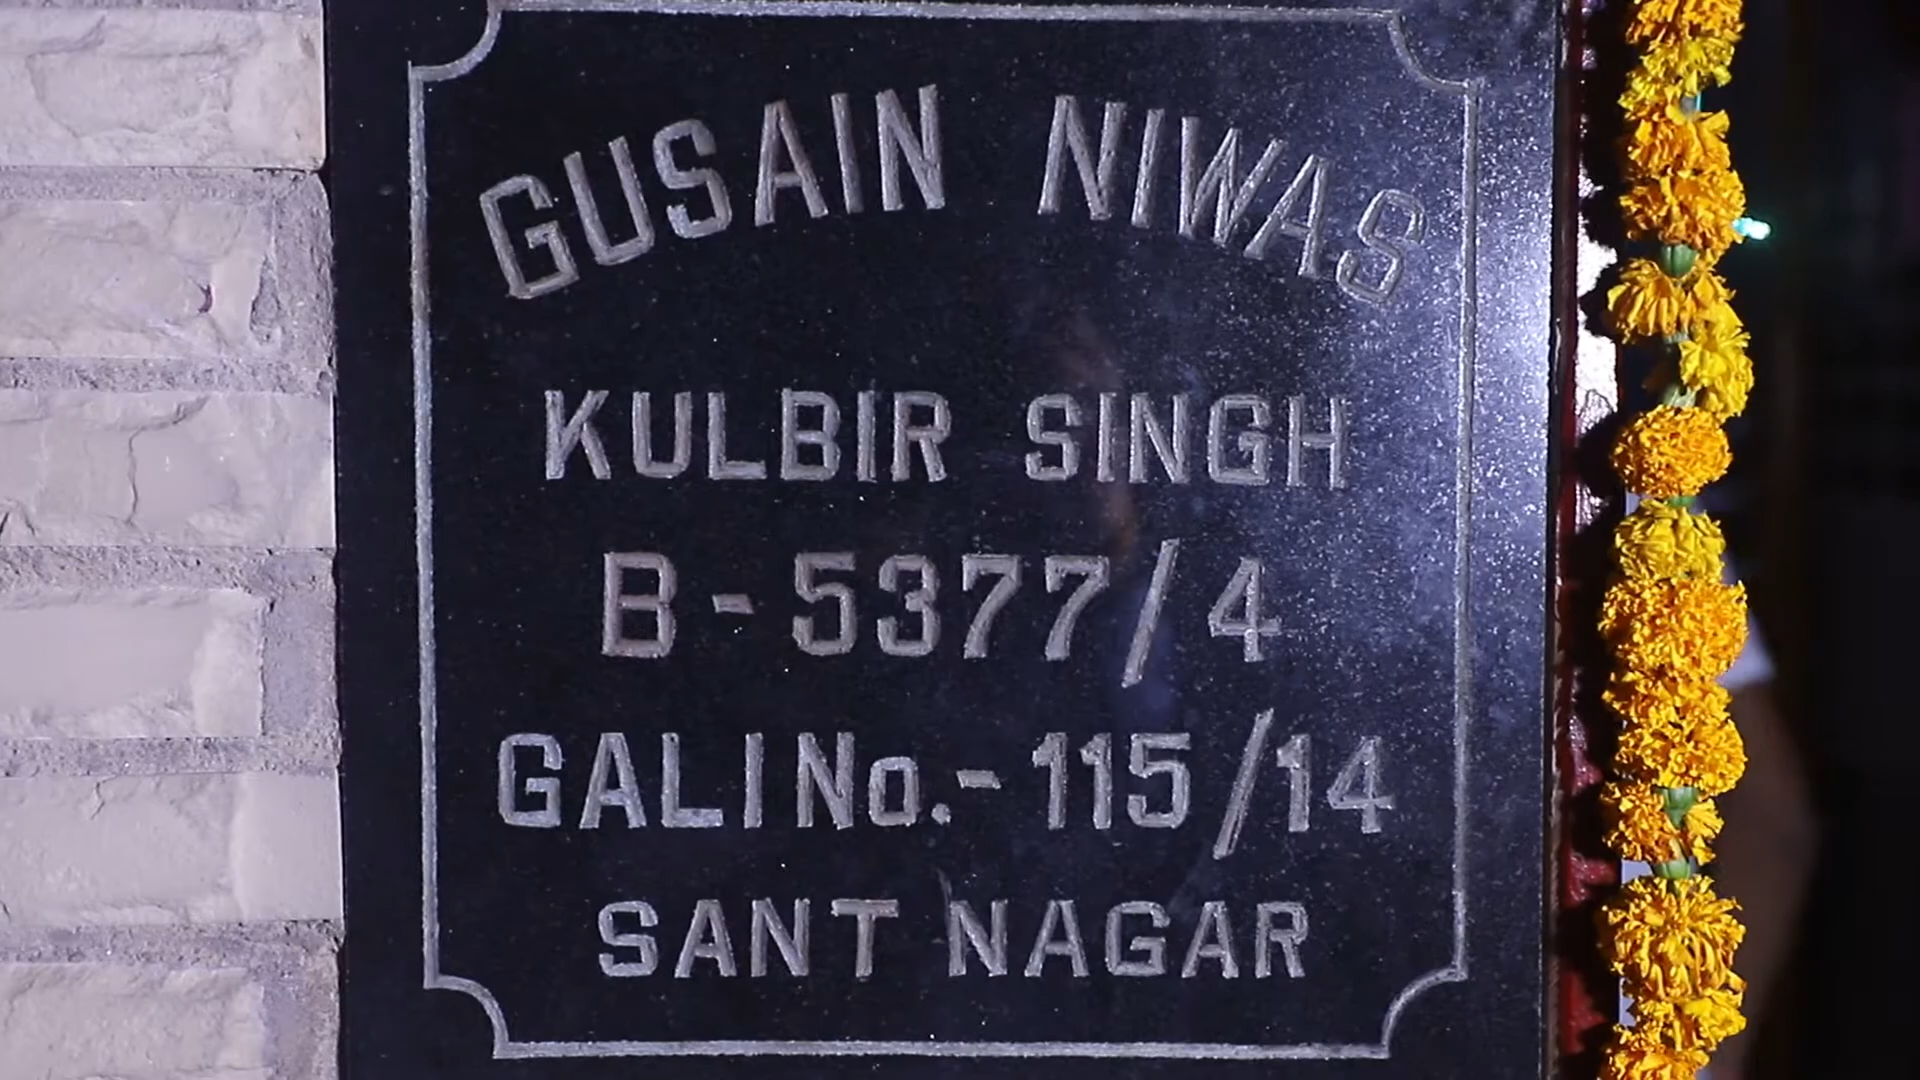 GUSAIN NIWAS
KULBIR SINGH
B-5377/4
GALI No.-115/14
SANT NAGAR